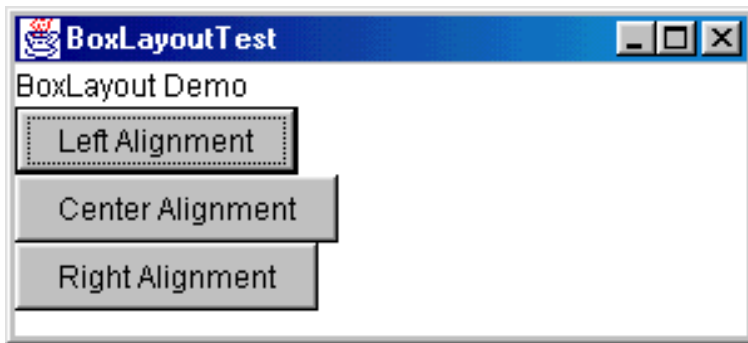 BoxLayoutTest
BoxLayout Demo
Left Alignment
Center Alignment
Right Alignment